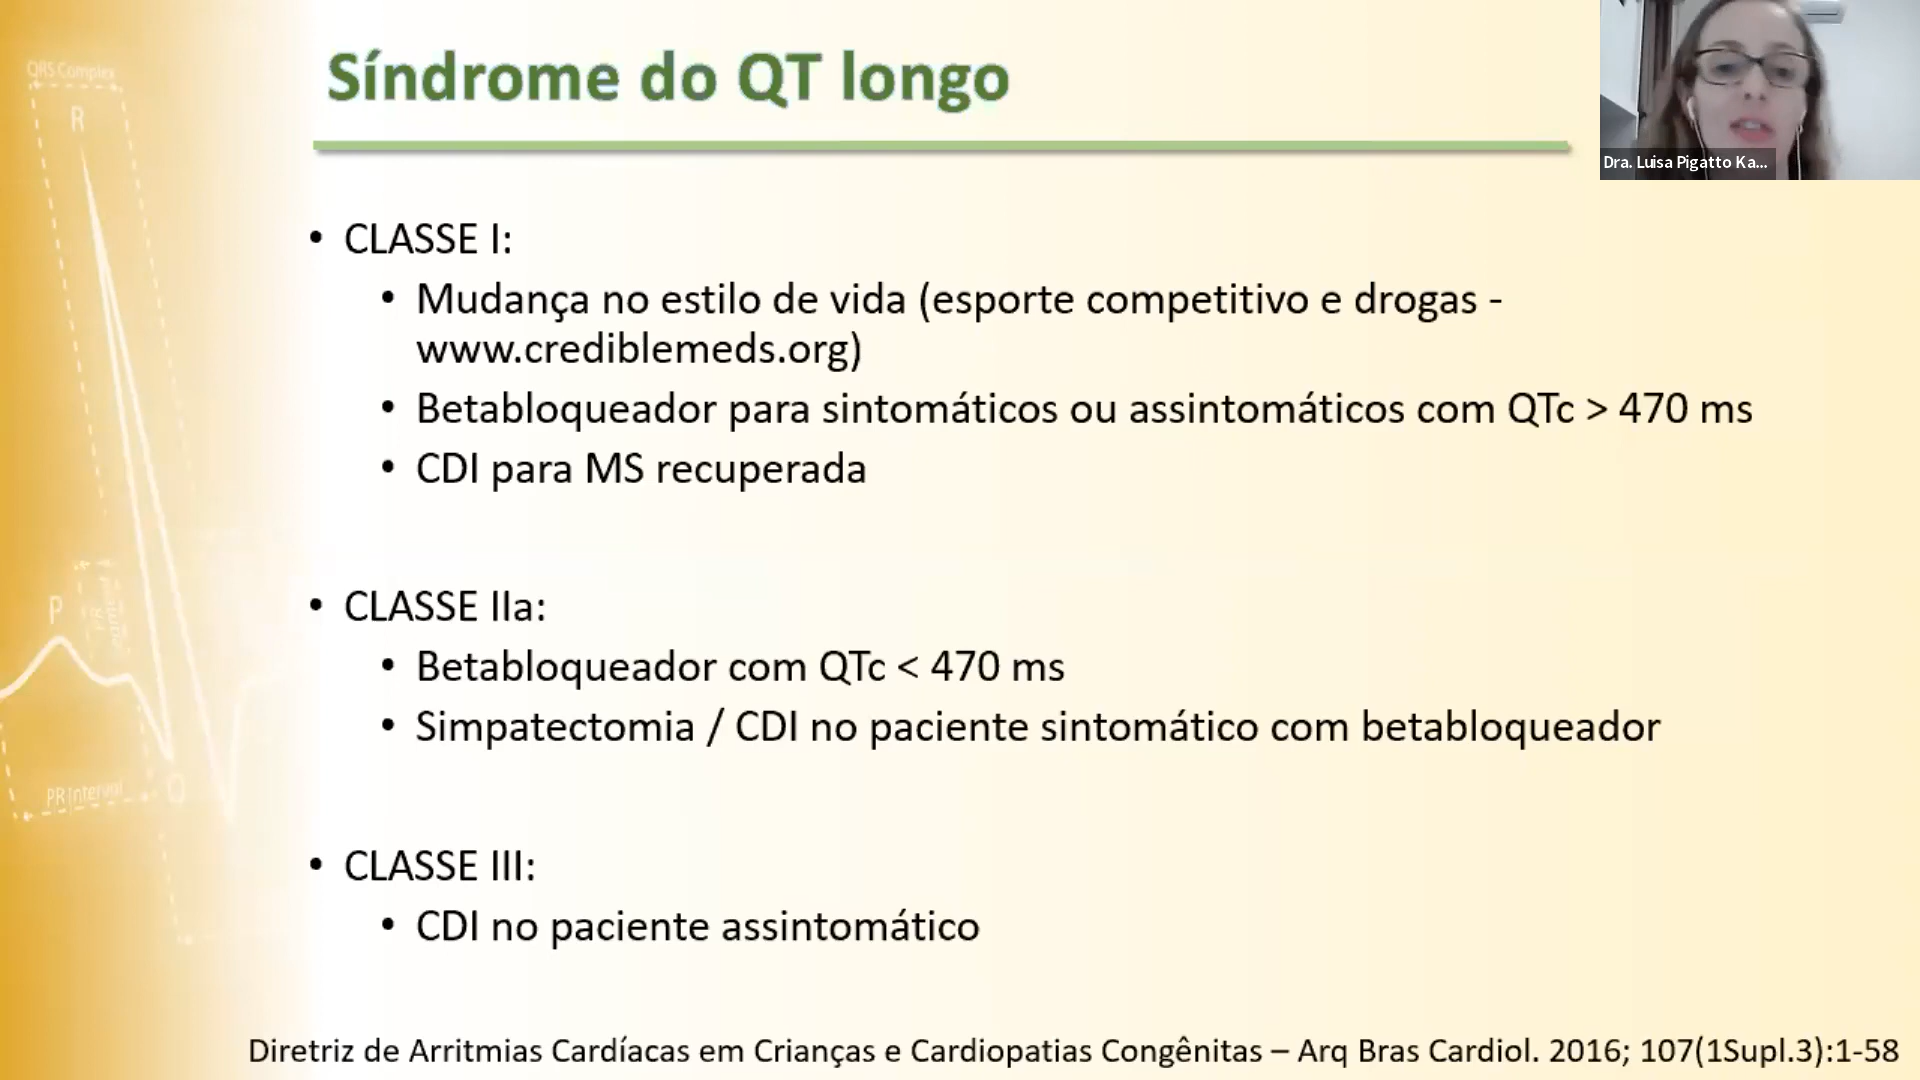 Síndrome do QT longo
Dra. Luisa Pigatto Ka...
QRS Complex
R
• CLASSE I:
• Mudança no estilo de vida (esporte competitivo e drogas -
www.crediblemeds.org)
• Betabloqueador para sintomáticos ou assintomáticos com QTc > 470 ms
• CDI para MS recuperada
P
• CLASSE IIa:
• Betabloqueador com QTc < 470 ms
• Simpatectomia / CDI no paciente sintomático com betabloqueador
PR Interval
Q
• CLASSE III:
• CDI no paciente assintomático
Diretriz de Arritmias Cardíacas em Crianças e Cardiopatias Congênitas – Arq Bras Cardiol. 2016; 107(1Supl.3):1-58